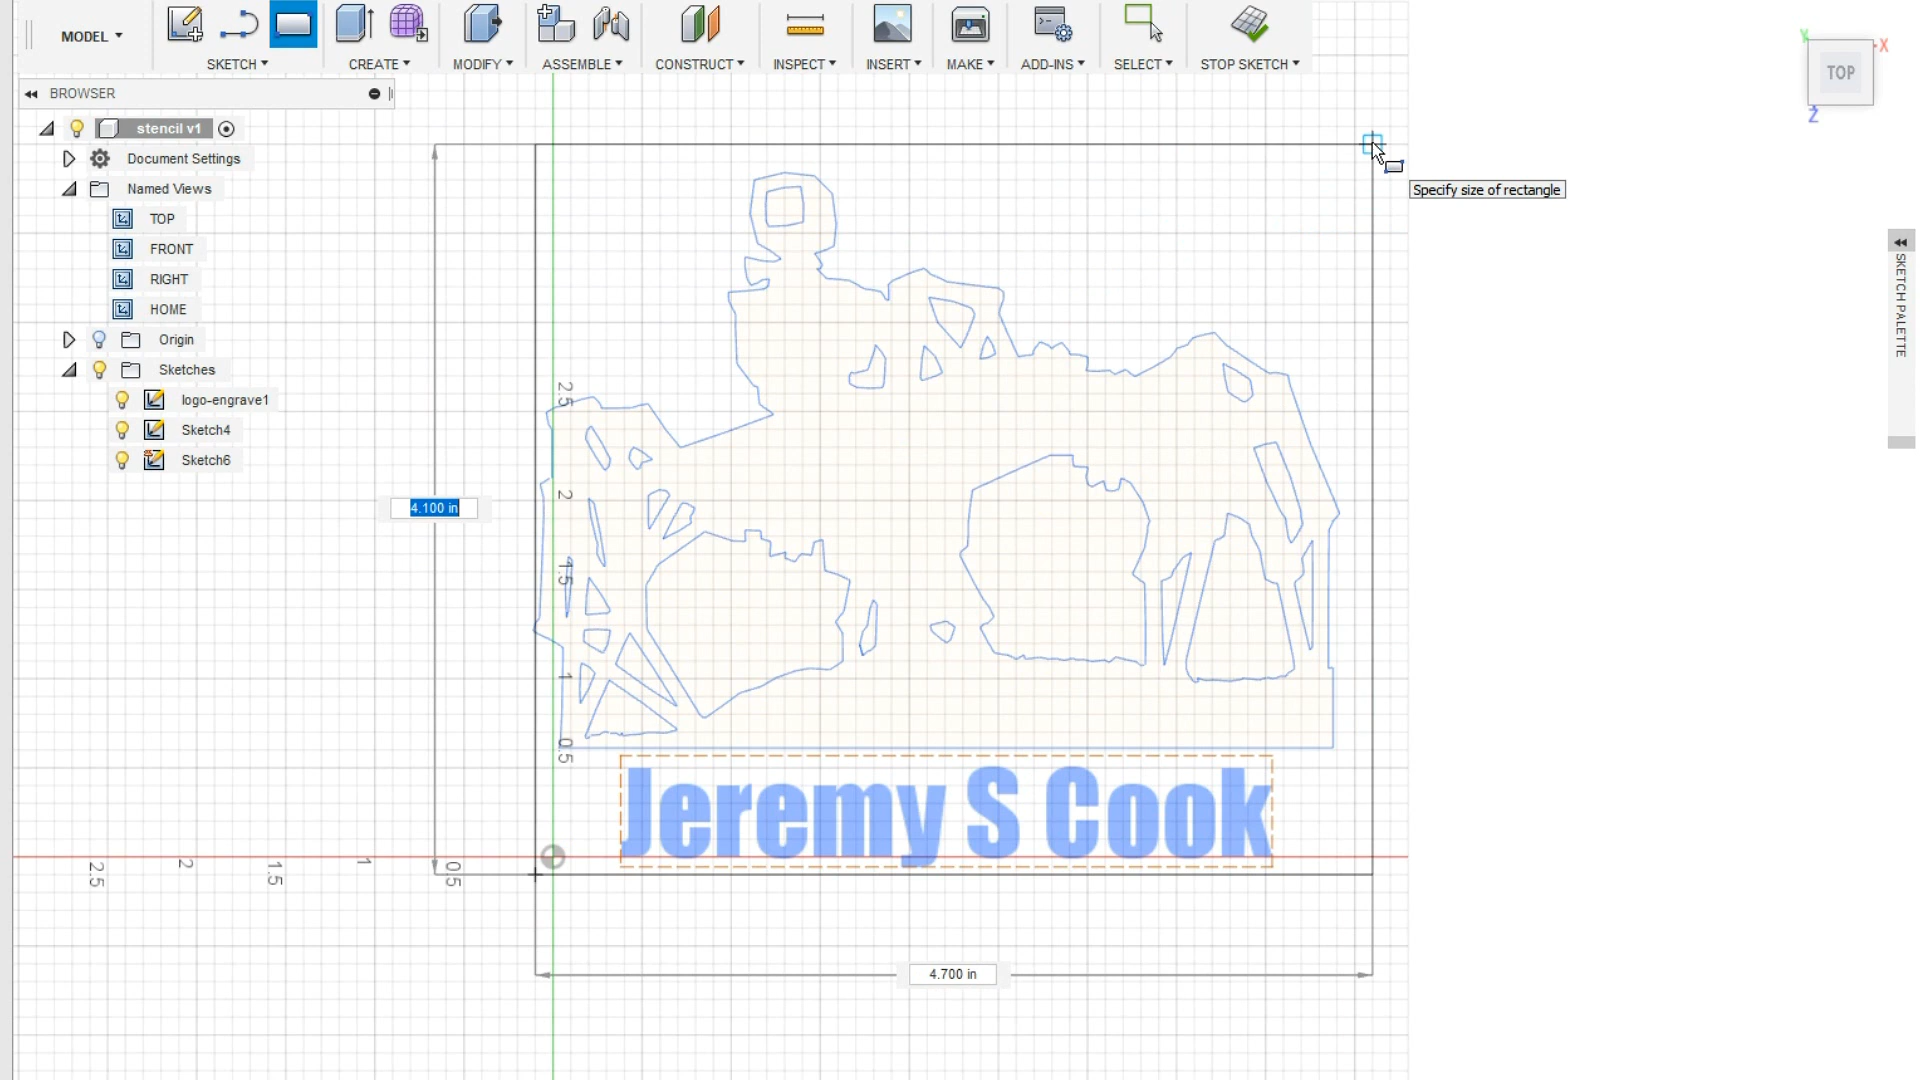 MODEL
SKETCH
CREATE
MODIFY
ASSEMBLE
CONSTRUCT
INSPECT
INSERT
MAKE
ADD-INS
SELECT
STOP SKETCH
Y
X
TOP
Z
BROWSER
stencil v1
Document Settings
Named Views
TOP
FRONT
RIGHT
HOME
Origin
Sketches
logo-engrave1
Sketch4
Sketch6
Specify size of rectangle
SKETCH PALETTE
2.5
2
1.5
1
0.5
4.100 in
Jeremy S Cook
2.5
2
1.5
1
0.5
4.700 in